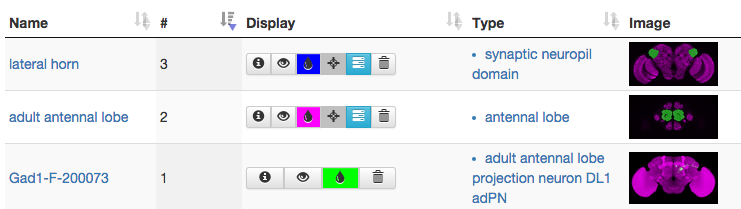 Name # Display Type Image
lateral horn 3 • synaptic neuropil
domain
adult antennal lobe 2 • antennal lobe
Gad1-F-200073 1 • adult antennal lobe
projection neuron DL1
adPN